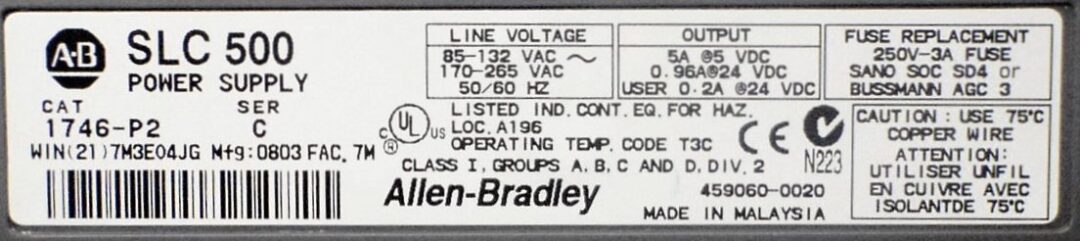 A·B SLC 500
POWER SUPPLY
CAT SER
1746-P2 C
WIN(21)7M3E04JG Mfg:0803 FAC. 7M
LINE VOLTAGE
85-132 VAC ~
170-265 VAC
50/60 HZ
OUTPUT
5A @5 VDC
0.96A@24 VDC
USER 0.2A @24 VDC
FUSE REPLACEMENT
250V-3A FUSE
SANO SOC SD4 or
BUSSMANN AGC 3
c UL us ®
LISTED IND. CONT. EQ. FOR HAZ.
LOC. A196
OPERATING TEMP. CODE T3C
CLASS I, GROUPS A, B, C AND D, DIV. 2
CE
N223
Allen-Bradley
459060-0020
MADE IN MALAYSIA
CAUTION : USE 75°C
COPPER WIRE
ATTENTION:
UTILISER UNFIL
EN CUIVRE AVEC
ISOLANTDE 75°C